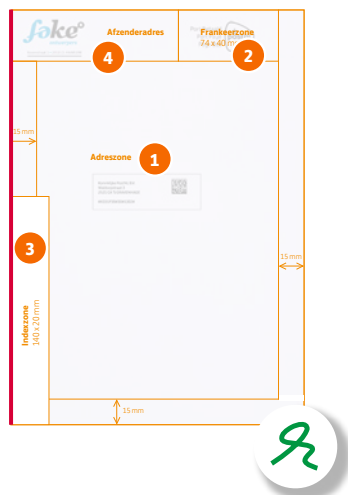 fake
Afzenderadres
Frankeerzone
74 x 40 mm
4
2
15 mm
Adreszone
1
3
15 mm
Indexzone
140 x 20 mm
15 mm